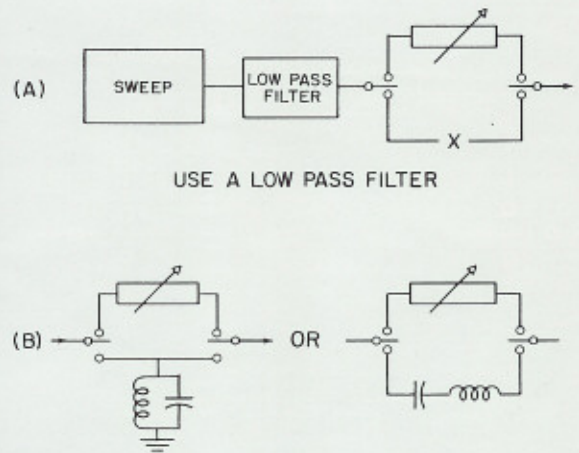 (A)
SWEEP
LOW PASS
FILTER
X
USE A LOW PASS FILTER
(B)
OR